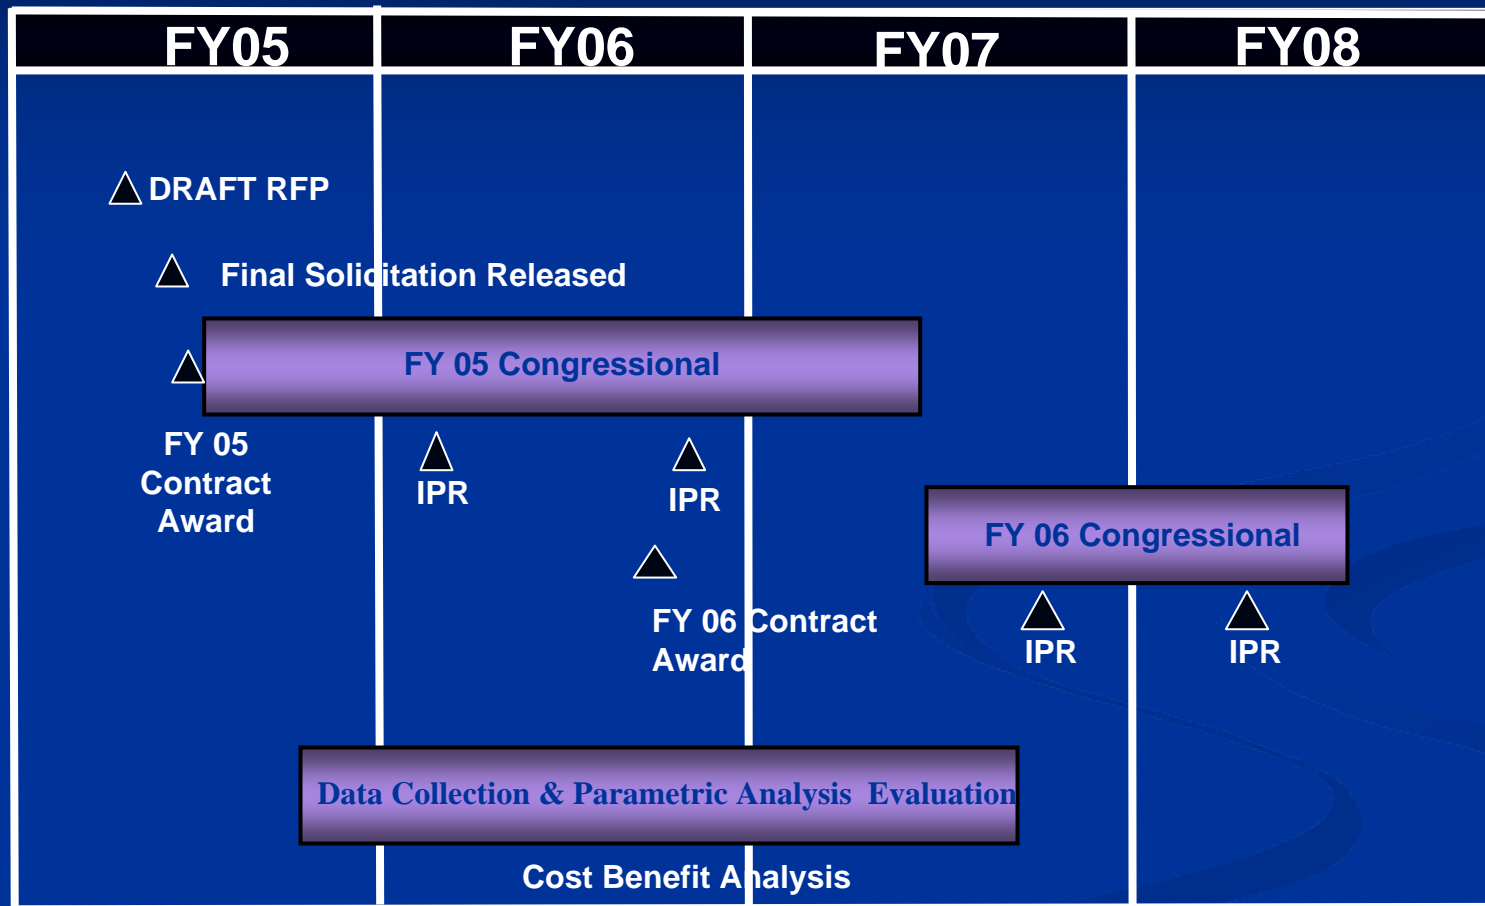 FY05
FY06
FY07
FY08
DRAFT RFP
Final Solicitation Released
FY 05 Congressional
FY 05
Contract
Award
IPR
IPR
FY 06 Congressional
FY 06 Contract
Award
IPR
IPR
Data Collection & Parametric Analysis Evaluation
Cost Benefit Analysis